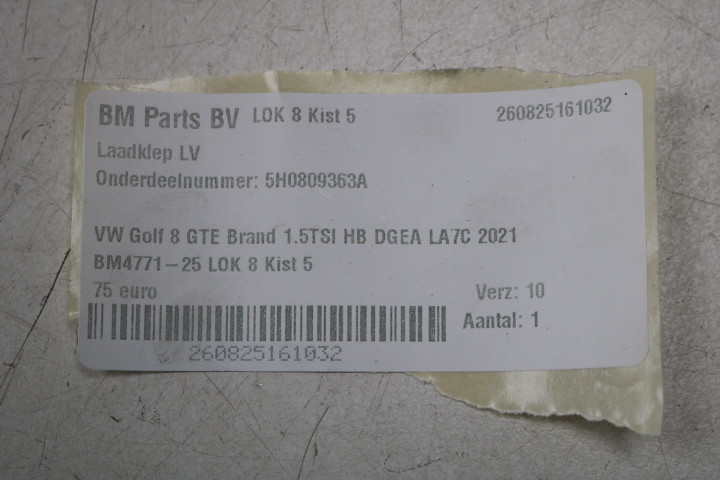 BM Parts BV LOK 8 Kist 5 260825161032
Laadklep LV
Onderdeelnummer: 5H0809363A
VW Golf 8 GTE Brand 1.5TSI HB DGEA LA7C 2021
BM4771-25 LOK 8 Kist 5
75 euro Verz: 10
Aantal: 1
260825161032